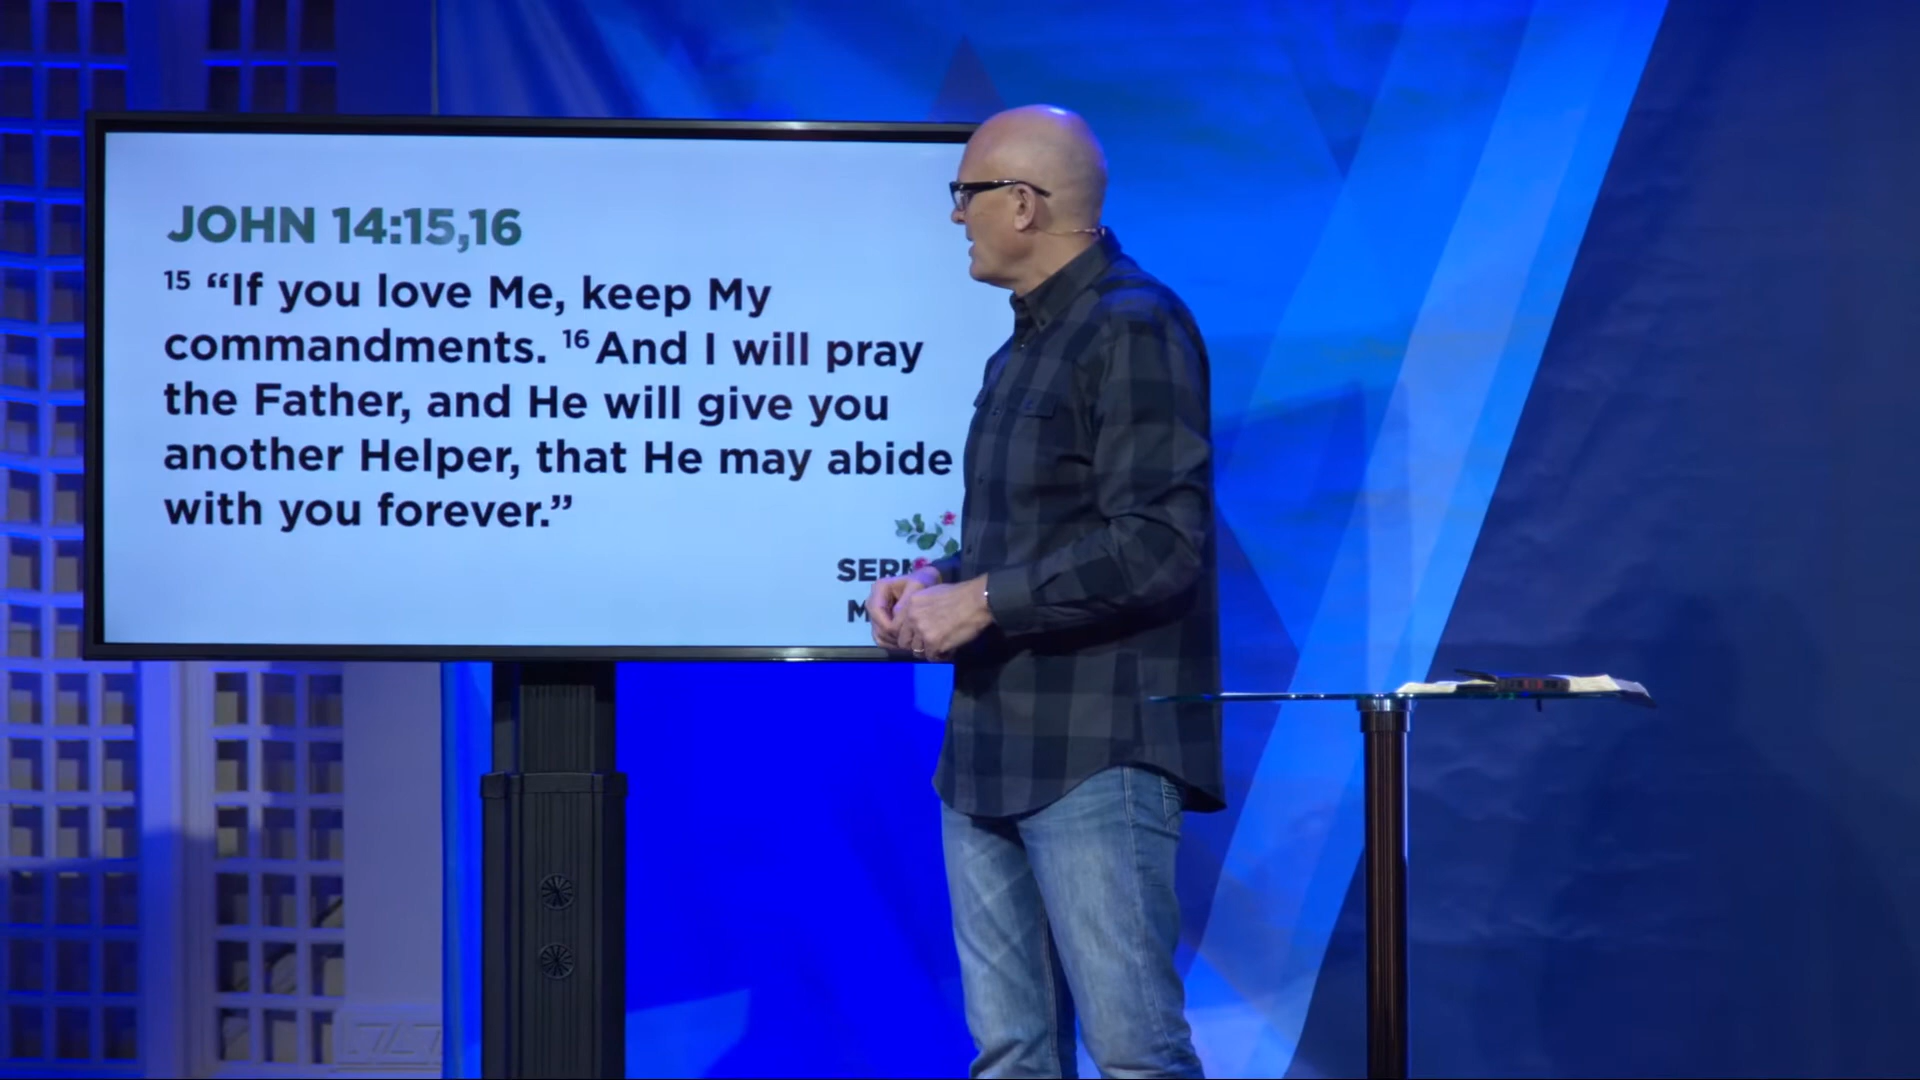 JOHN 14:15,16
15 “If you love Me, keep My
commandments. 16 And I will pray
the Father, and He will give you
another Helper, that He may abide
with you forever.”